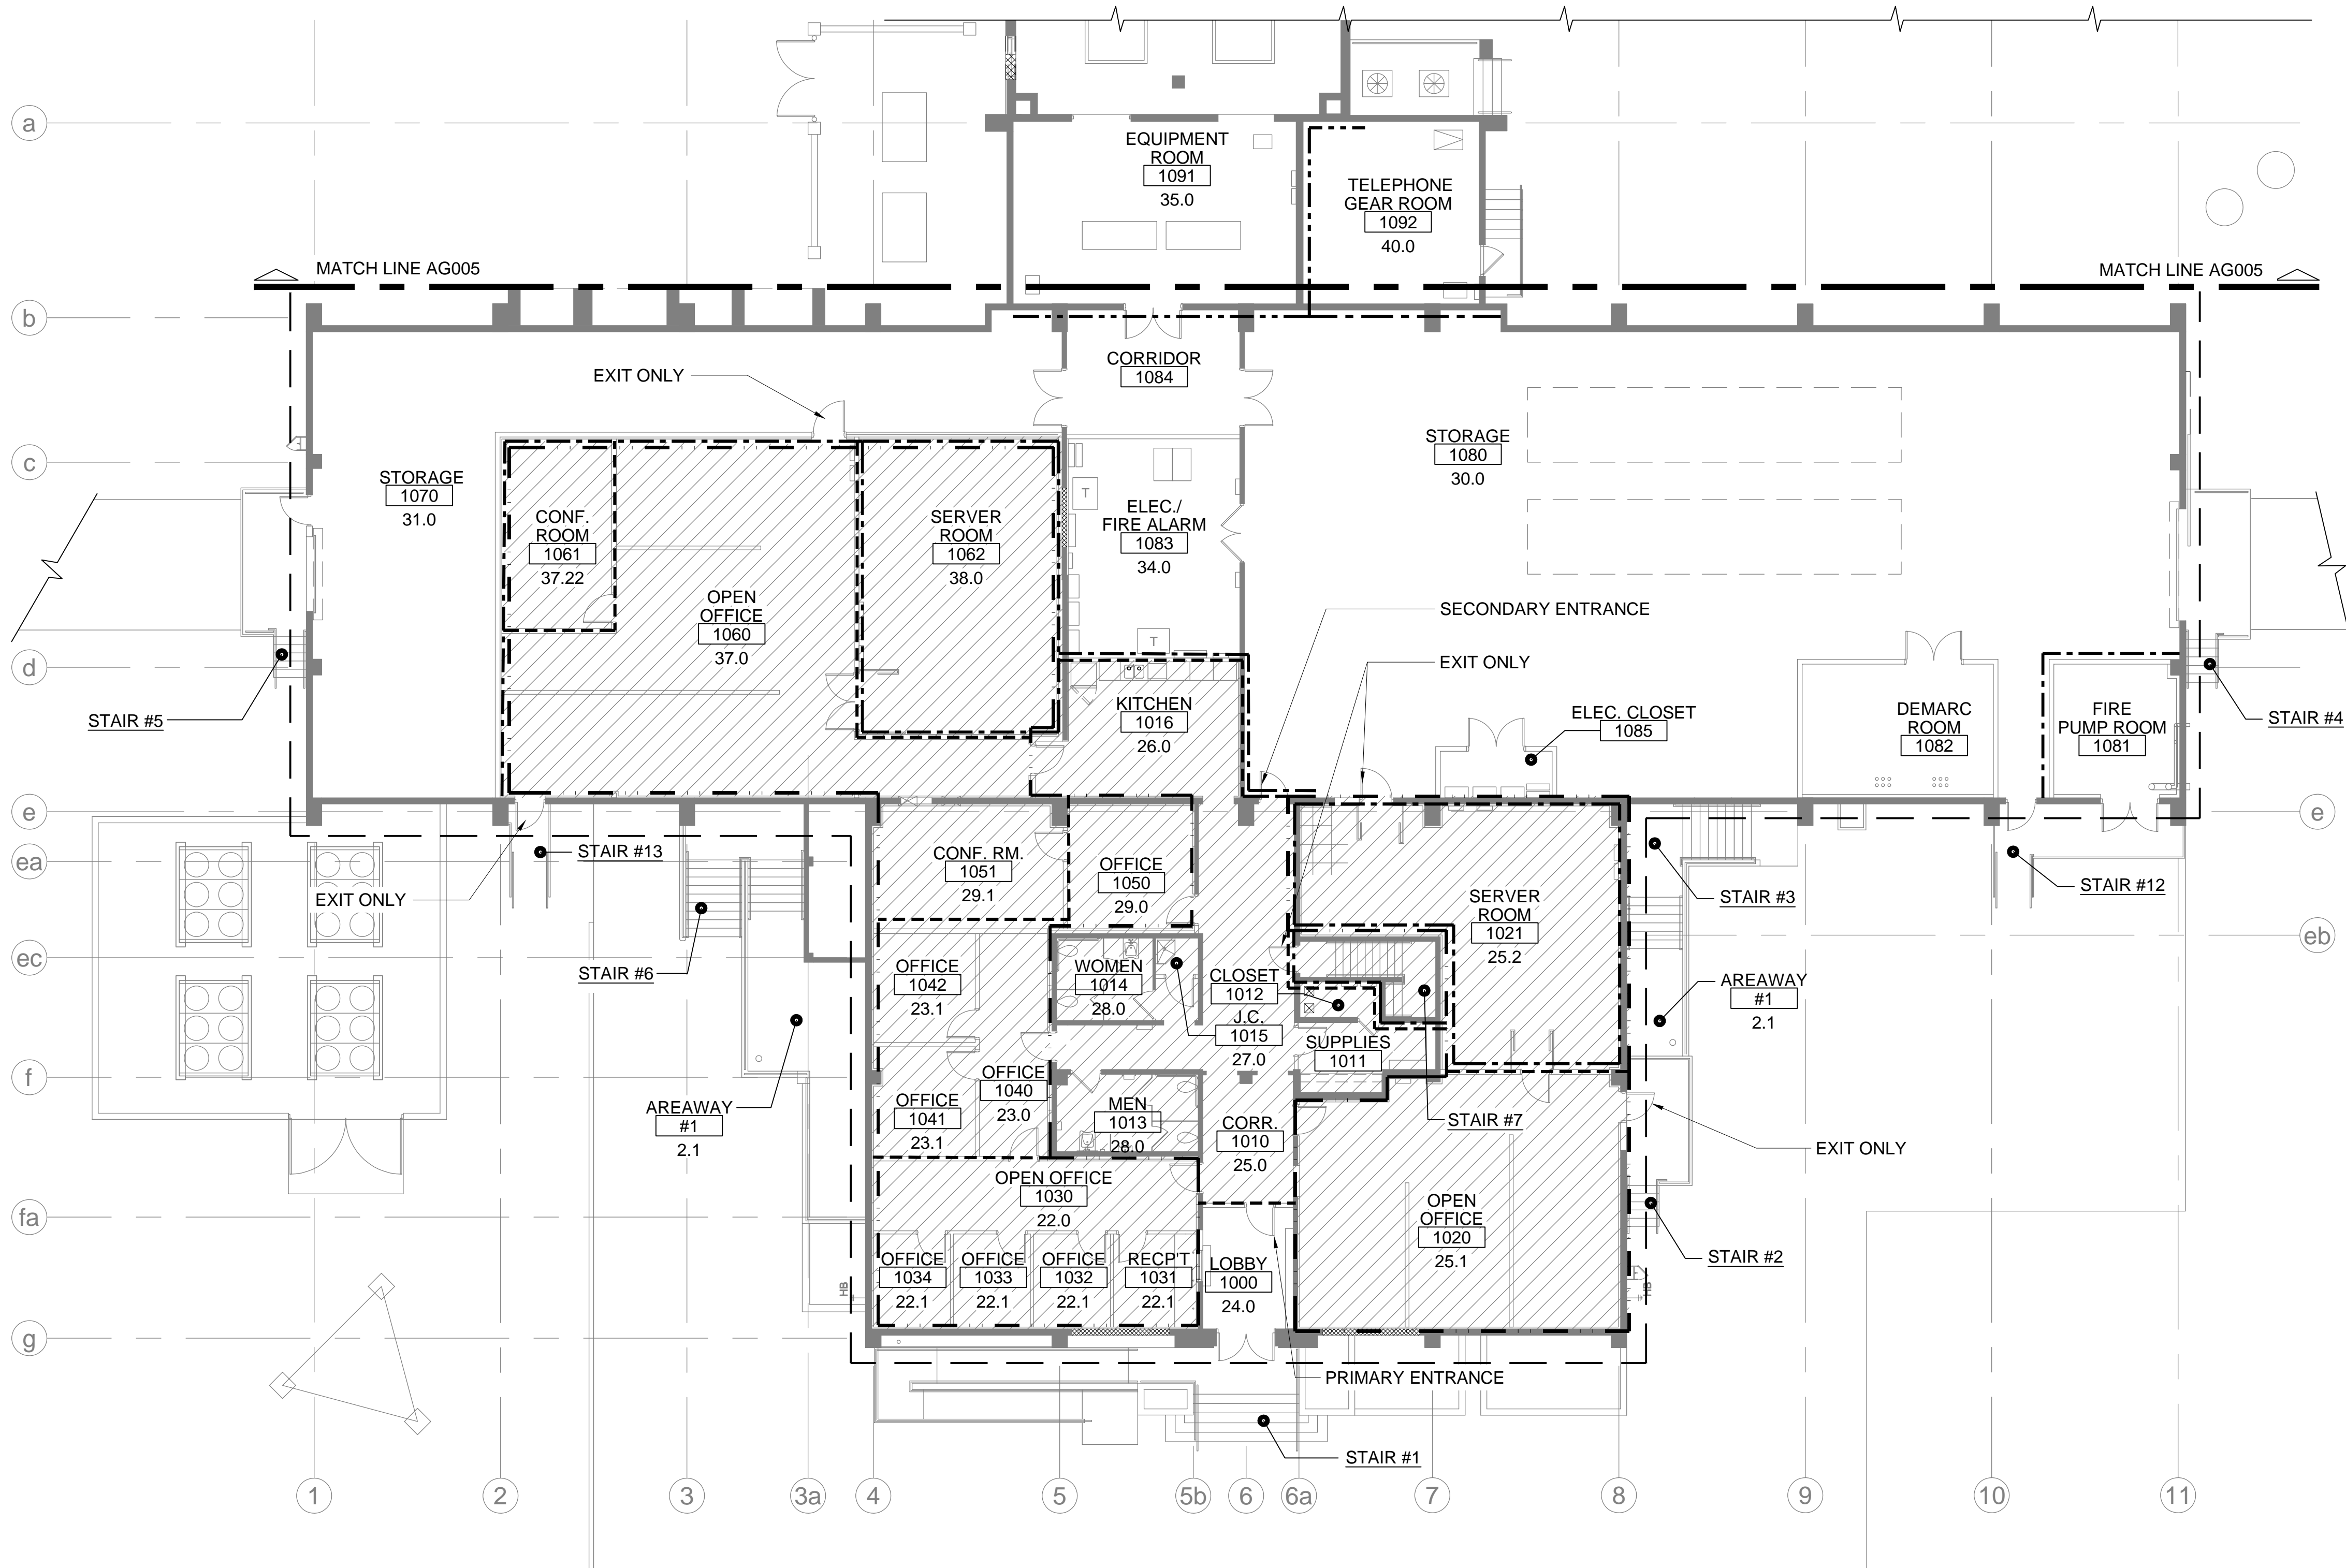 a
EQUIPMENT
ROOM
1091
35.0
TELEPHONE
GEAR ROOM
1092
40.0
MATCH LINE AG005
MATCH LINE AG005
b
CORRIDOR
1084
EXIT ONLY
c
STORAGE
1070
31.0
CONF.
ROOM
1061
37.22
SERVER
ROOM
1062
38.0
T
ELEC./
FIRE ALARM
1083
34.0
STORAGE
1080
30.0
OPEN
OFFICE
1060
37.0
T
SECONDARY ENTRANCE
EXIT ONLY
d
STAIR #5
KITCHEN
1016
26.0
ELEC. CLOSET
1085
DEMARC
ROOM
1082
FIRE
PUMP ROOM
1081
STAIR #4
e
e
ea
STAIR #13
EXIT ONLY
CONF. RM.
1051
29.1
OFFICE
1050
29.0
SERVER
ROOM
1021
25.2
STAIR #3
STAIR #12
ec
eb
STAIR #6
OFFICE
1042
23.1
WOMEN
1014
28.0
CLOSET
1012
J.C.
1015
27.0
SUPPLIES
1011
AREAWAY
#1
2.1
f
AREAWAY
#1
2.1
OFFICE
1040
23.0
OFFICE
1041
23.1
MEN
1013
28.0
CORR.
1010
25.0
STAIR #7
EXIT ONLY
fa
OPEN OFFICE
1030
22.0
OPEN
OFFICE
1020
25.1
STAIR #2
OFFICE
1034
22.1
OFFICE
1033
22.1
OFFICE
1032
22.1
RECP'T
1031
22.1
LOBBY
1000
24.0
HB
HB
g
PRIMARY ENTRANCE
STAIR #1
1
2
3
3a
4
5
5b
6
6a
7
8
9
10
11